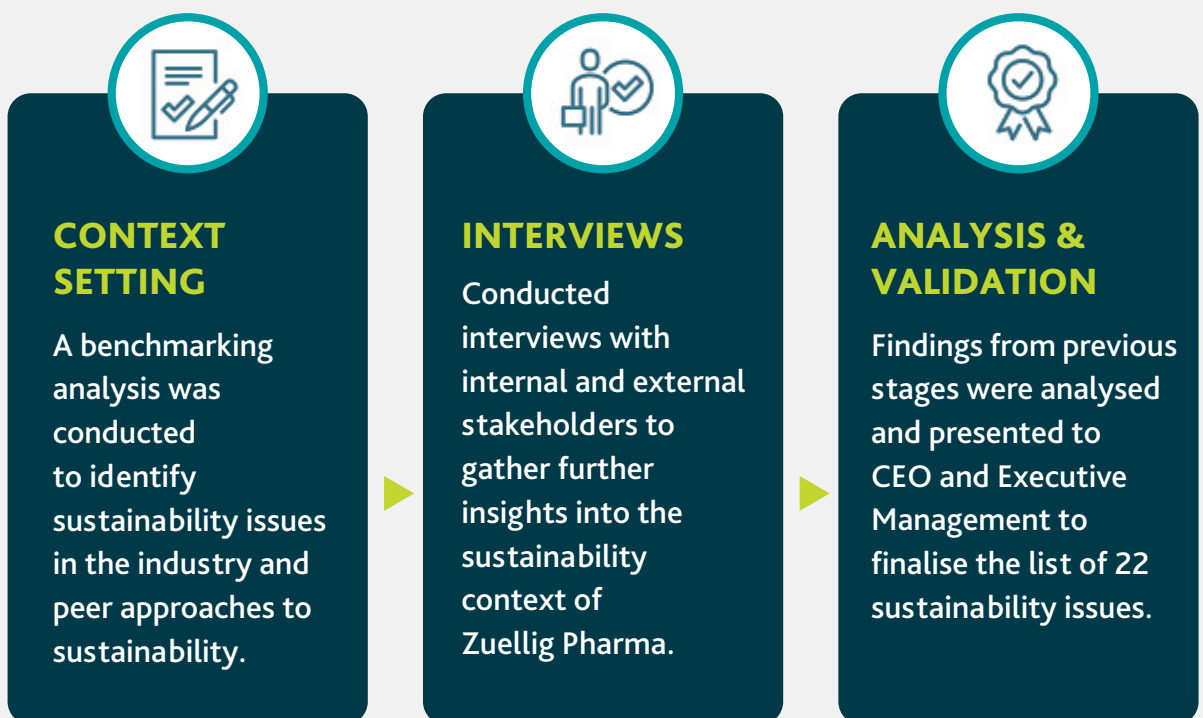 CONTEXT
SETTING
A benchmarking
analysis was
conducted
to identify
sustainability issues
in the industry and
peer approaches to
sustainability.
INTERVIEWS
Conducted
interviews with
internal and external
stakeholders to
gather further
insights into the
sustainability
context of
Zuellig Pharma.
ANALYSIS &
VALIDATION
Findings from previous
stages were analysed
and presented to
CEO and Executive
Management to
finalise the list of 22
sustainability issues.